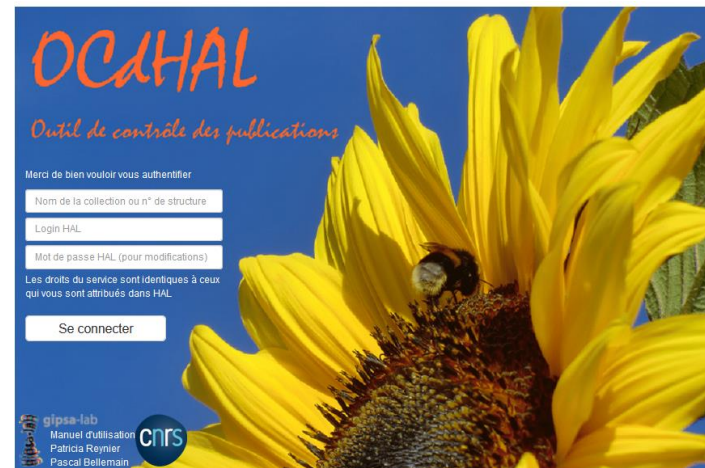 OCdHAL
Outil de contrôle des publications
Merci de bien vouloir vous authentifier
Nom de la collection ou n° de structure
Login HAL
Mot de passe HAL (pour modifications)
Les droits du service sont identiques à ceux
qui vous sont attribués dans HAL
Se connecter
gipsa-lab
gipsa-lab
Manuel d'utilisation
cnrs
Patricia Reynier
Pascal Bellemain